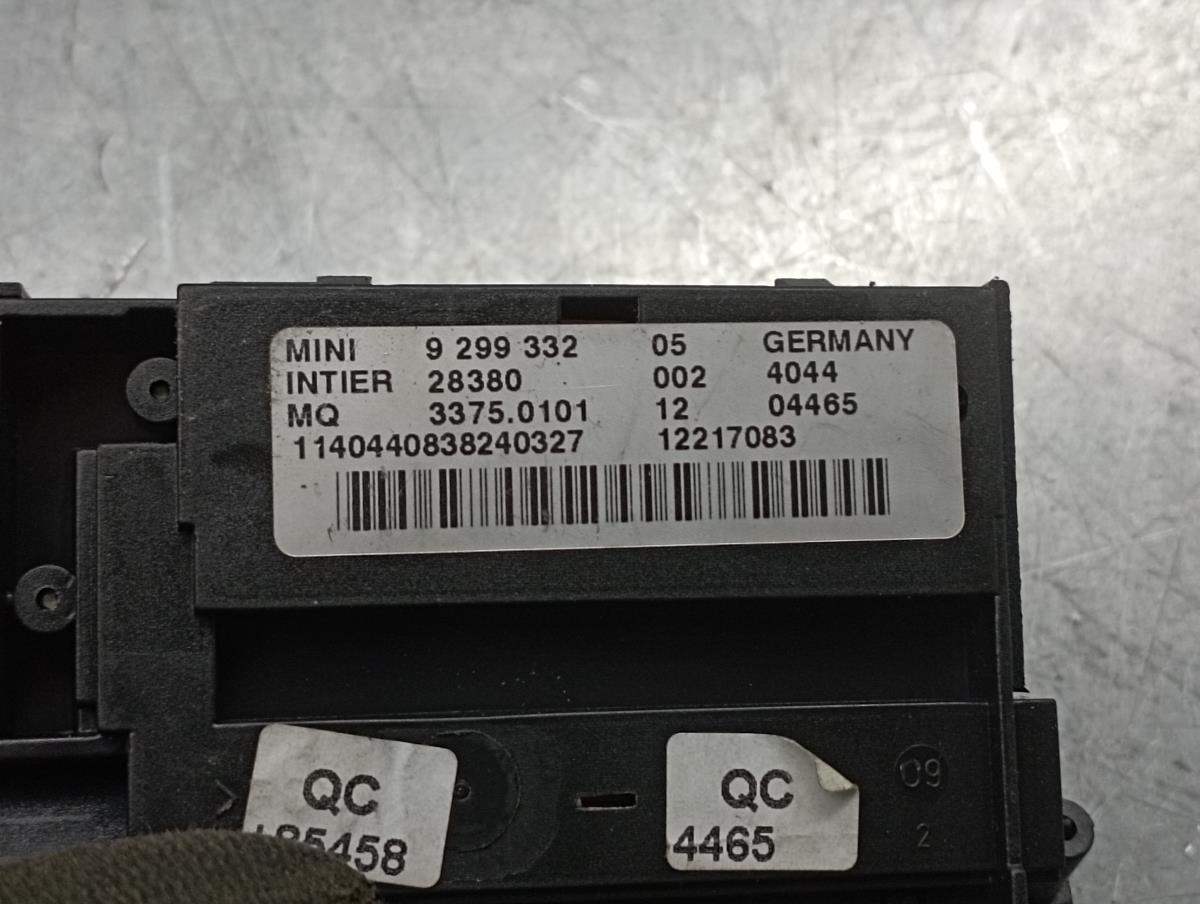 MINI 9 299 332 05 GERMANY
INTIER 28380 002 4044
MQ 3375.0101 12 04465
1140440838240327 12217083
QC
85458
QC
4465
09
2